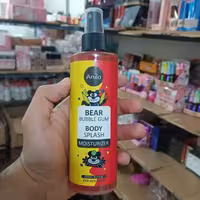 Anea
BEAR
BUBBLE GUM
BODY
SPLASH
MOISTURIZER